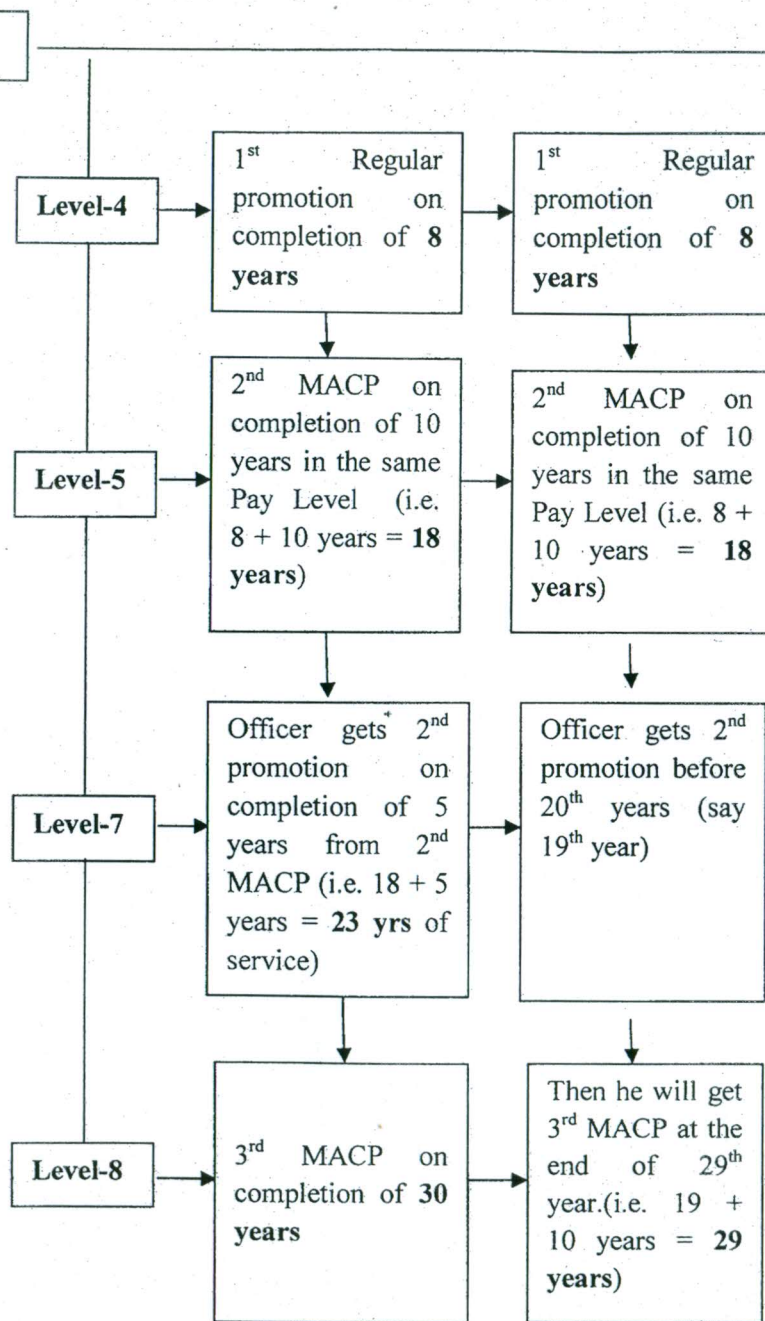 Level-4
1st Regular
promotion on
completion of 8
years
1st Regular
promotion on
completion of 8
years
Level-5
2nd MACP on
completion of 10
years in the same
Pay Level (i.e.
8 + 10 years = 18
years)
2nd MACP on
completion of 10
years in the same
Pay Level (i.e. 8 +
10 years = 18
years)
Level-7
Officer gets 2nd
promotion on
completion of 5
years from 2nd
MACP (i.e. 18 + 5
years = 23 yrs of
service)
Officer gets 2nd
promotion before
20th years (say
19th year)
Level-8
3rd MACP on
completion of 30
years
Then he will get
3rd MACP at the
end of 29th
year.(i.e. 19 +
10 years = 29
years)